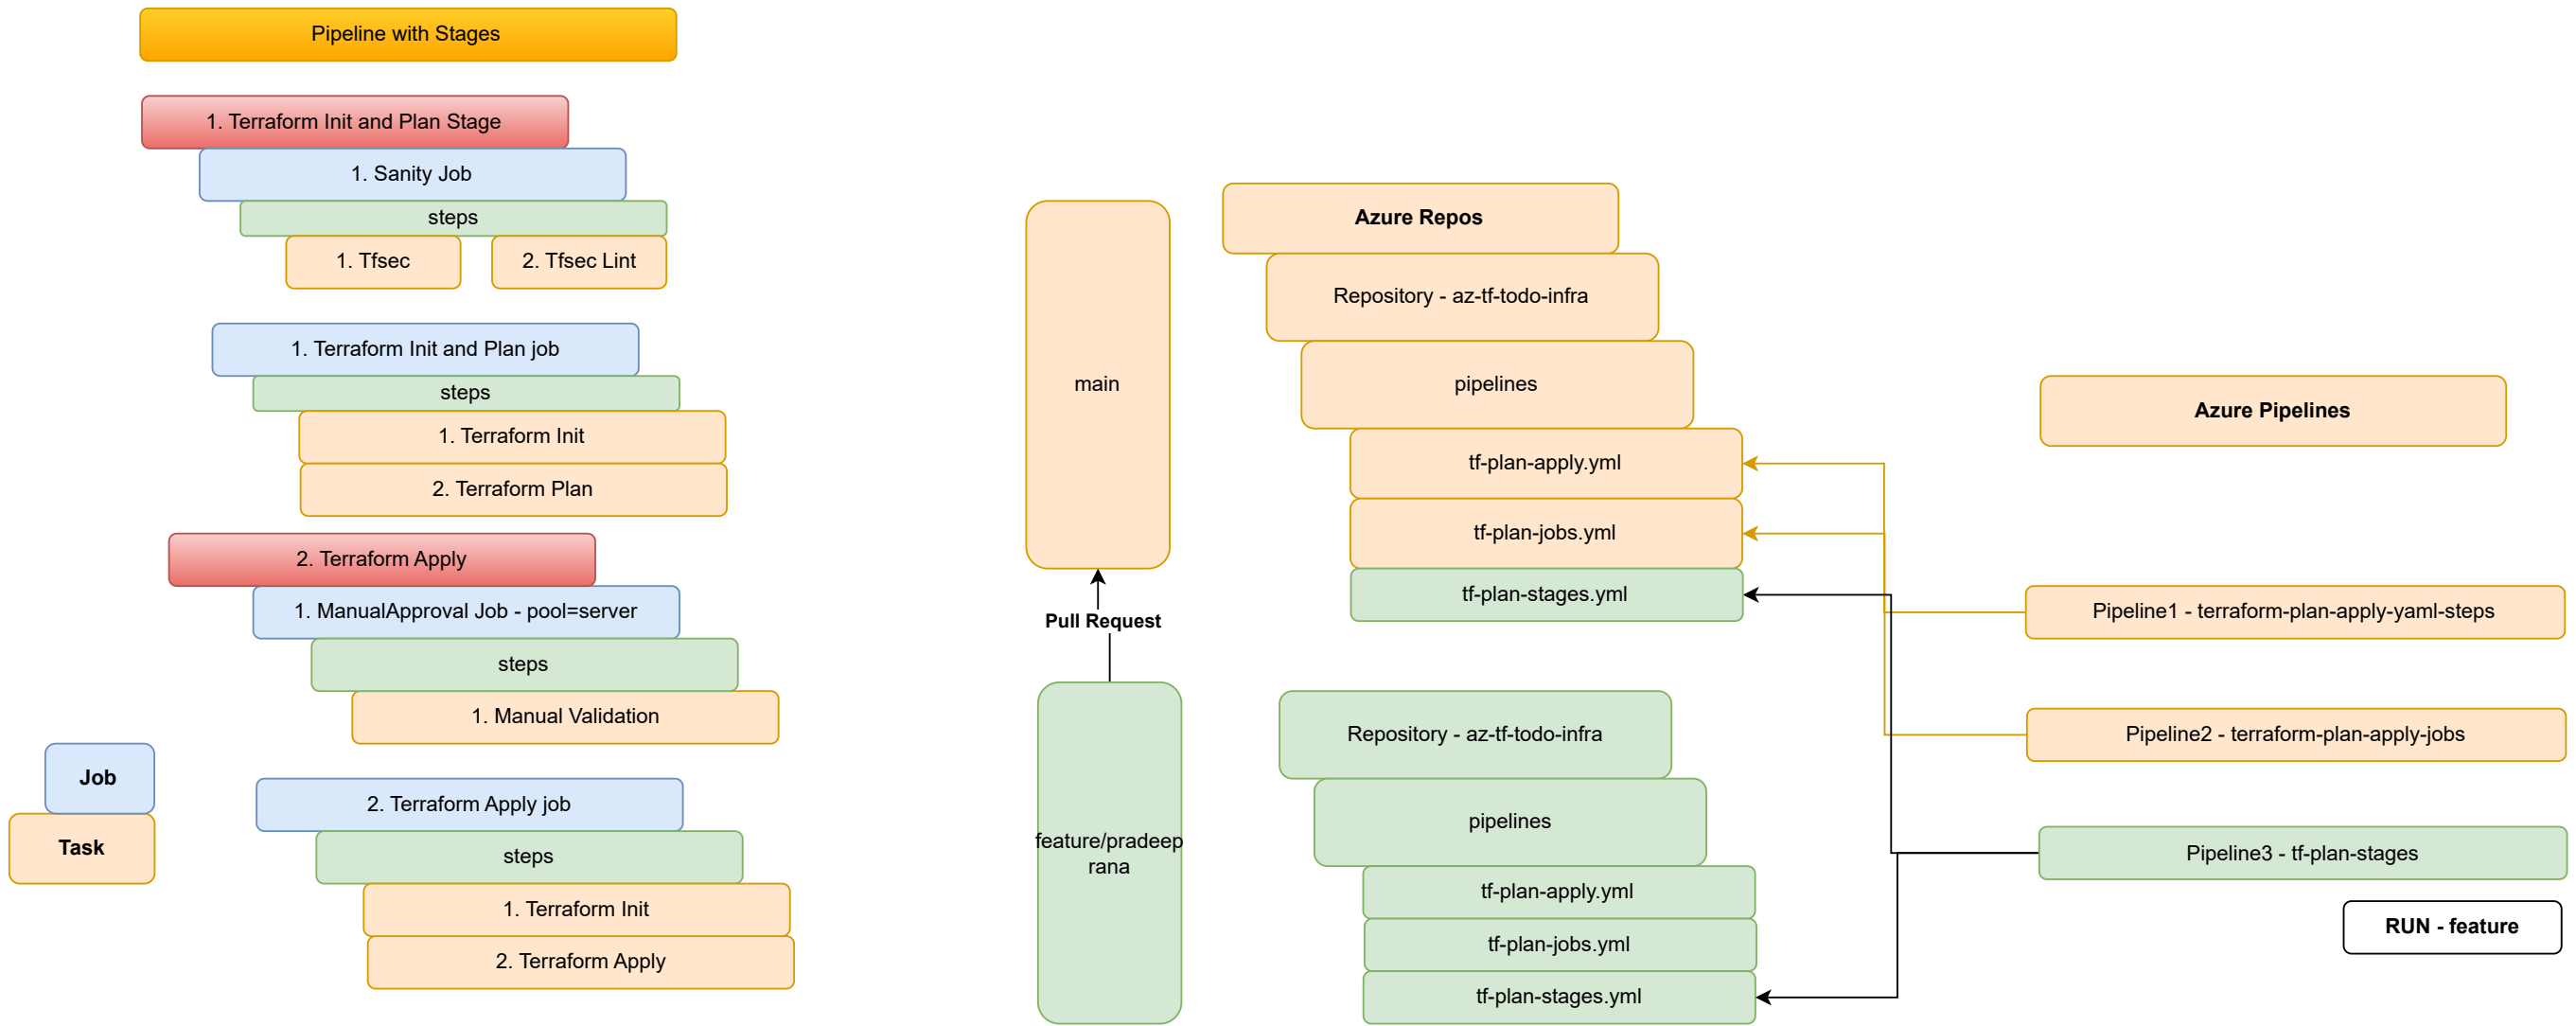 Pipeline with Stages
1. Terraform Init and Plan Stage
1. Sanity Job
steps
1. Tfsec
2. Tfsec Lint
1. Terraform Init and Plan job
steps
1. Terraform Init
2. Terraform Plan
2. Terraform Apply
1. ManualApproval Job - pool=server
steps
1. Manual Validation
Job
Task
2. Terraform Apply job
steps
1. Terraform Init
2. Terraform Apply
main
Pull Request
feature/pradeep
rana
Azure Repos
Repository - az-tf-todo-infra
pipelines
tf-plan-apply.yml
tf-plan-jobs.yml
tf-plan-stages.yml
Repository - az-tf-todo-infra
pipelines
tf-plan-apply.yml
tf-plan-jobs.yml
tf-plan-stages.yml
Azure Pipelines
Pipeline1 - terraform-plan-apply-yaml-steps
Pipeline2 - terraform-plan-apply-jobs
Pipeline3 - tf-plan-stages
RUN - feature